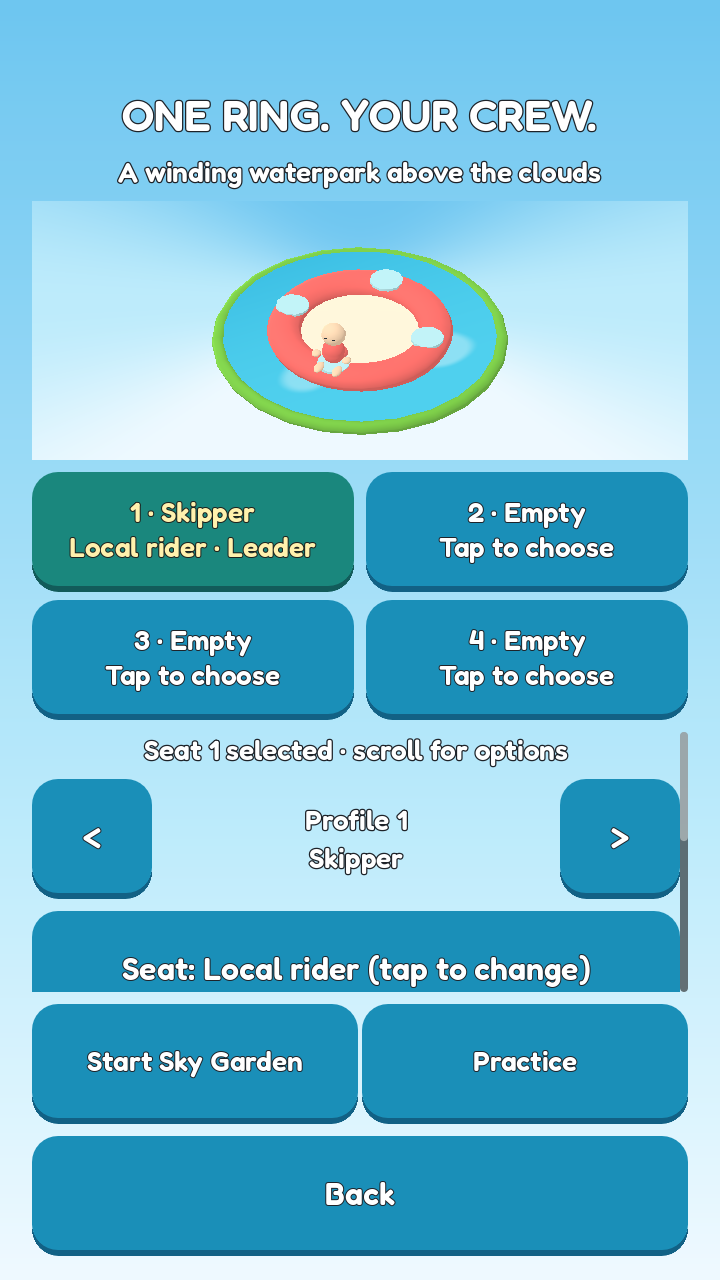 ONE RING. YOUR CREW.
A winding waterpark above the clouds
1 · Skipper
Local rider · Leader
2 · Empty
Tap to choose
3 · Empty
Tap to choose
4 · Empty
Tap to choose
Seat 1 selected · scroll for options
<
Profile 1
Skipper
>
Seat: Local rider (tap to change)
Start Sky Garden
Practice
Back